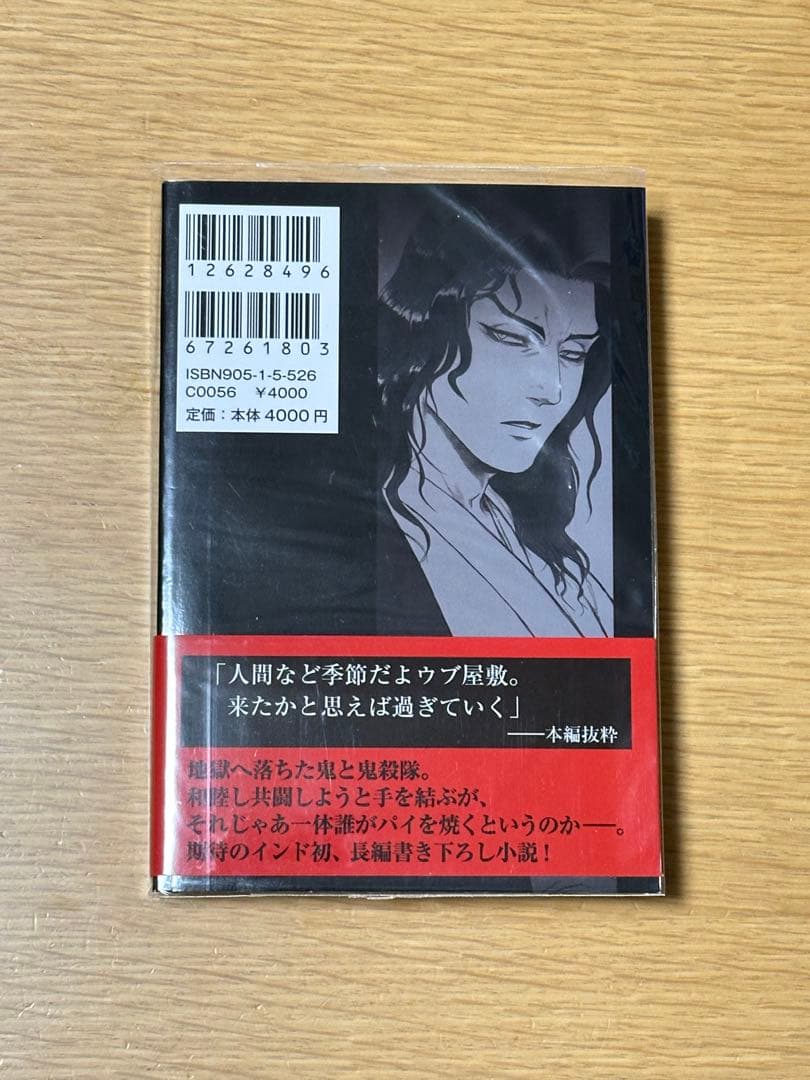 12628496
67261803
ISBN905-1-5-526
C0056 ¥4000
定価：本体4000円
「人間など季節だよゥブ屋敷。
来たかと思えば過ぎていく」
──本編抜粋
地獄へ落ちた鬼と鬼殺隊。
和睦し共闘しようと手を結ぶが、
それじゃあ一体誰がパイを焼くというのか──。
期待のインド初、長編書き下ろし小説！